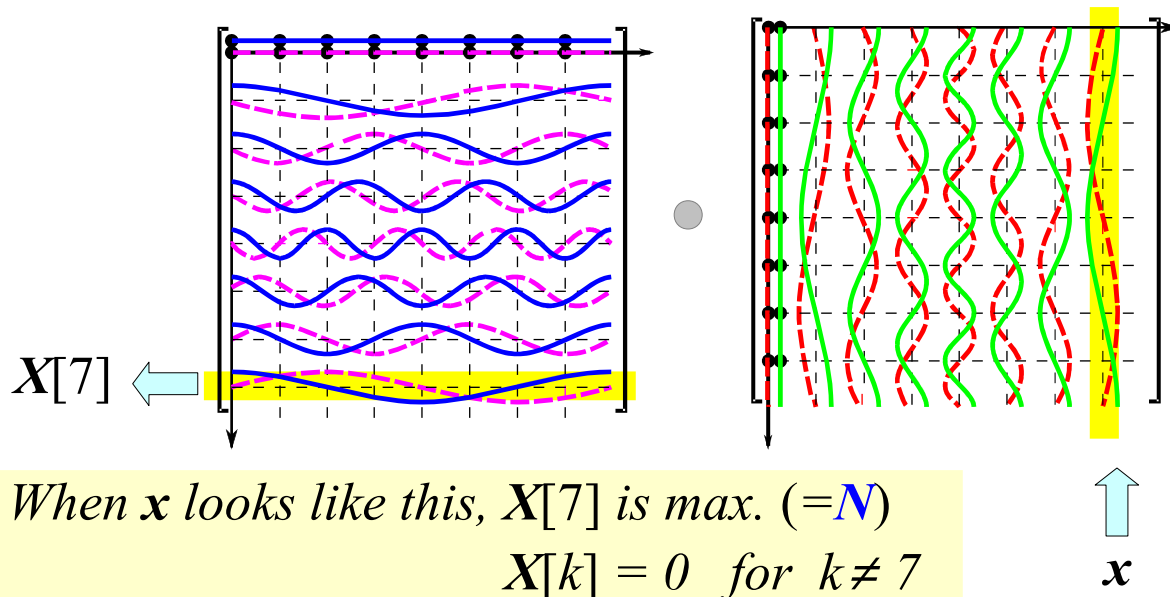 X[7]
When x looks like this, X[7] is max. (=N)
X[k] = 0 for k ≠ 7
x